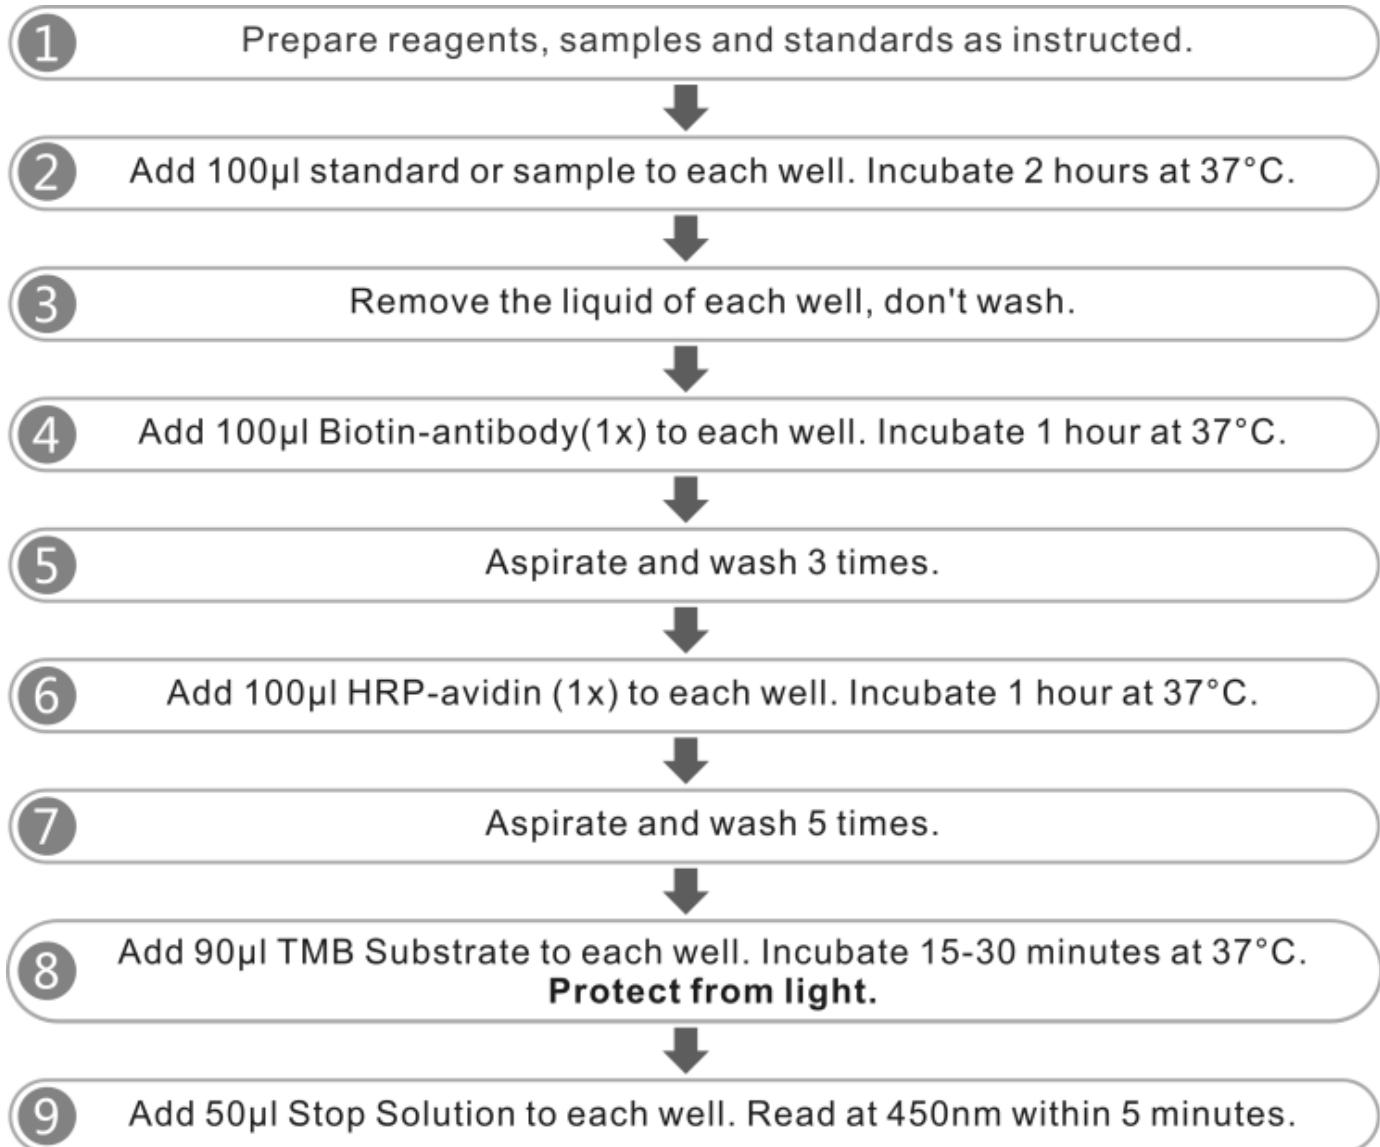 1 Prepare reagents, samples and standards as instructed.
2 Add 100µl standard or sample to each well. Incubate 2 hours at 37°C.
3 Remove the liquid of each well, don't wash.
4 Add 100µl Biotin-antibody(1x) to each well. Incubate 1 hour at 37°C.
5 Aspirate and wash 3 times.
6 Add 100µl HRP-avidin (1x) to each well. Incubate 1 hour at 37°C.
7 Aspirate and wash 5 times.
8 Add 90µl TMB Substrate to each well. Incubate 15-30 minutes at 37°C.
Protect from light.
9 Add 50µl Stop Solution to each well. Read at 450nm within 5 minutes.